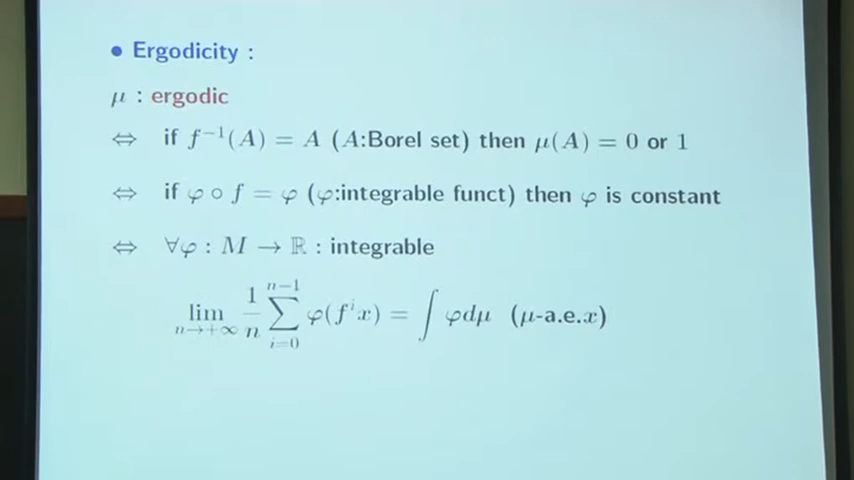 • Ergodicity :
μ : ergodic
⇔ if f⁻¹(A) = A (A:Borel set) then μ(A) = 0 or 1
⇔ if φ ∘ f = φ (φ:integrable funct) then φ is constant
⇔ ∀φ : M → ℝ : integrable
lim_{n→+∞} 1/n ∑_{i=0}^{n−1} φ(fⁱx) = ∫ φdμ (μ-a.e.x)